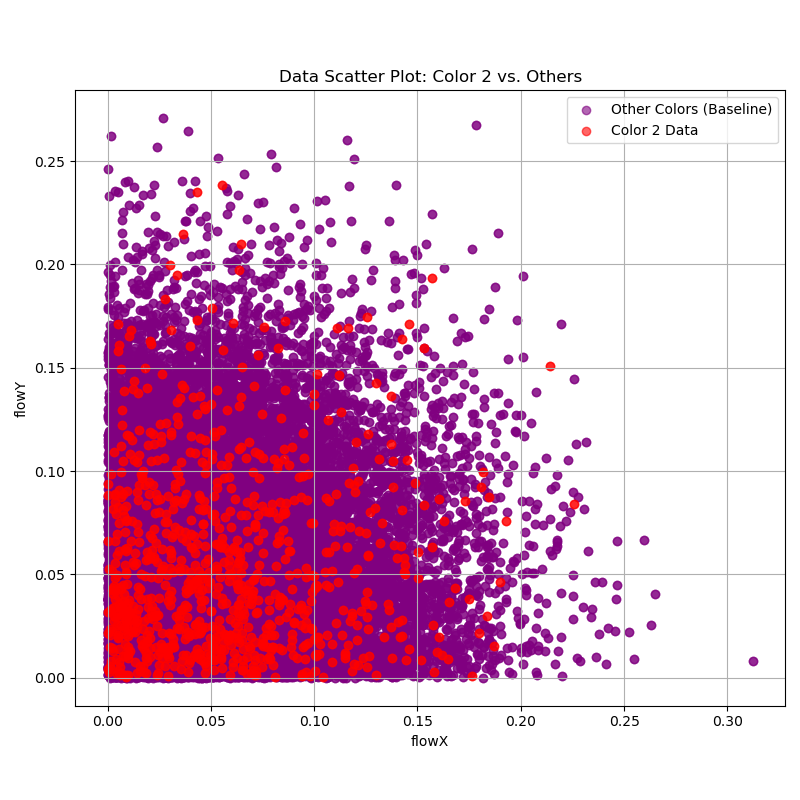 Data Scatter Plot: Color 2 vs. Others
Other Colors (Baseline)
Color 2 Data
flowY
0.25
0.20
0.15
0.10
0.05
0.00
0.00 0.05 0.10 0.15 0.20 0.25 0.30
flowX